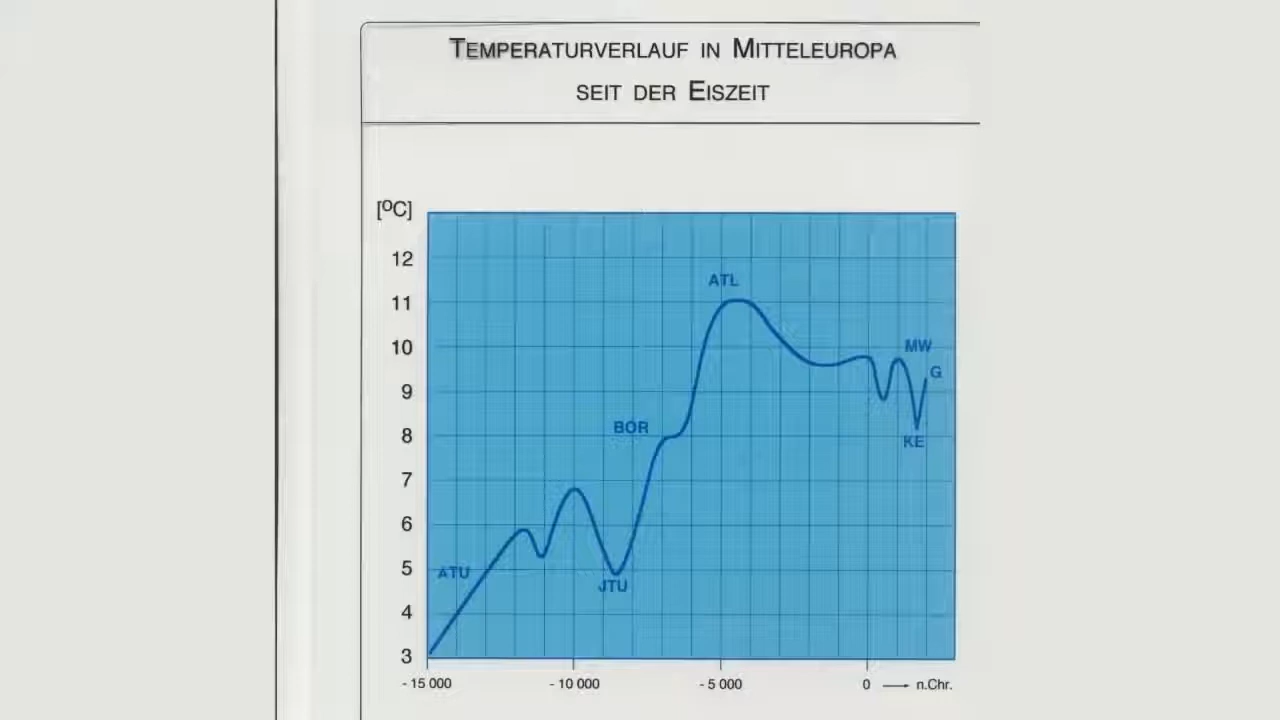 TEMPERATURVERLAUF IN MITTELEUROPA
SEIT DER EISZEIT
[°C]
12
11
10
9
8
7
6
5
4
3
ATL
MW
G
BOR
KE
ATU
JTU
- 15 000 - 10 000 - 5 000 0 → n.Chr.